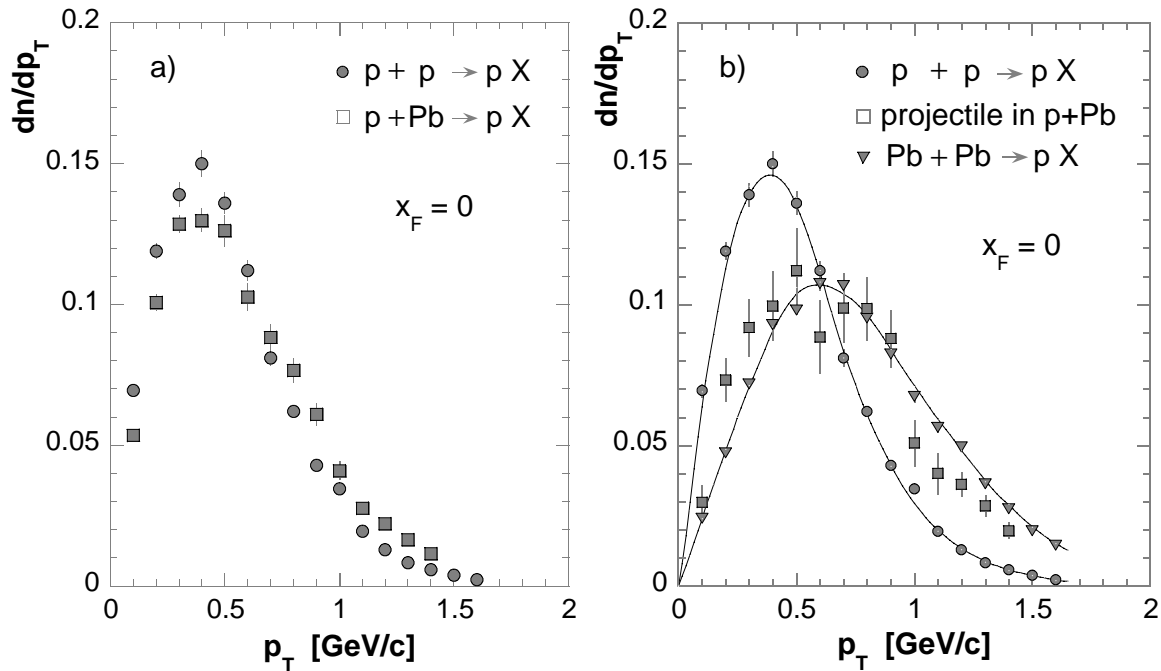 dn/dp_T
0.2
0.15
0.1
0.05
0
a)
p + p → p X
p +Pb → p X
x_F = 0
0
0.5
1
1.5
2
p_T [GeV/c]
dn/dp_T
0.2
0.15
0.1
0.05
0
b)
p + p → p X
projectile in p+Pb
Pb + Pb → p X
x_F = 0
0
0.5
1
1.5
2
p_T [GeV/c]